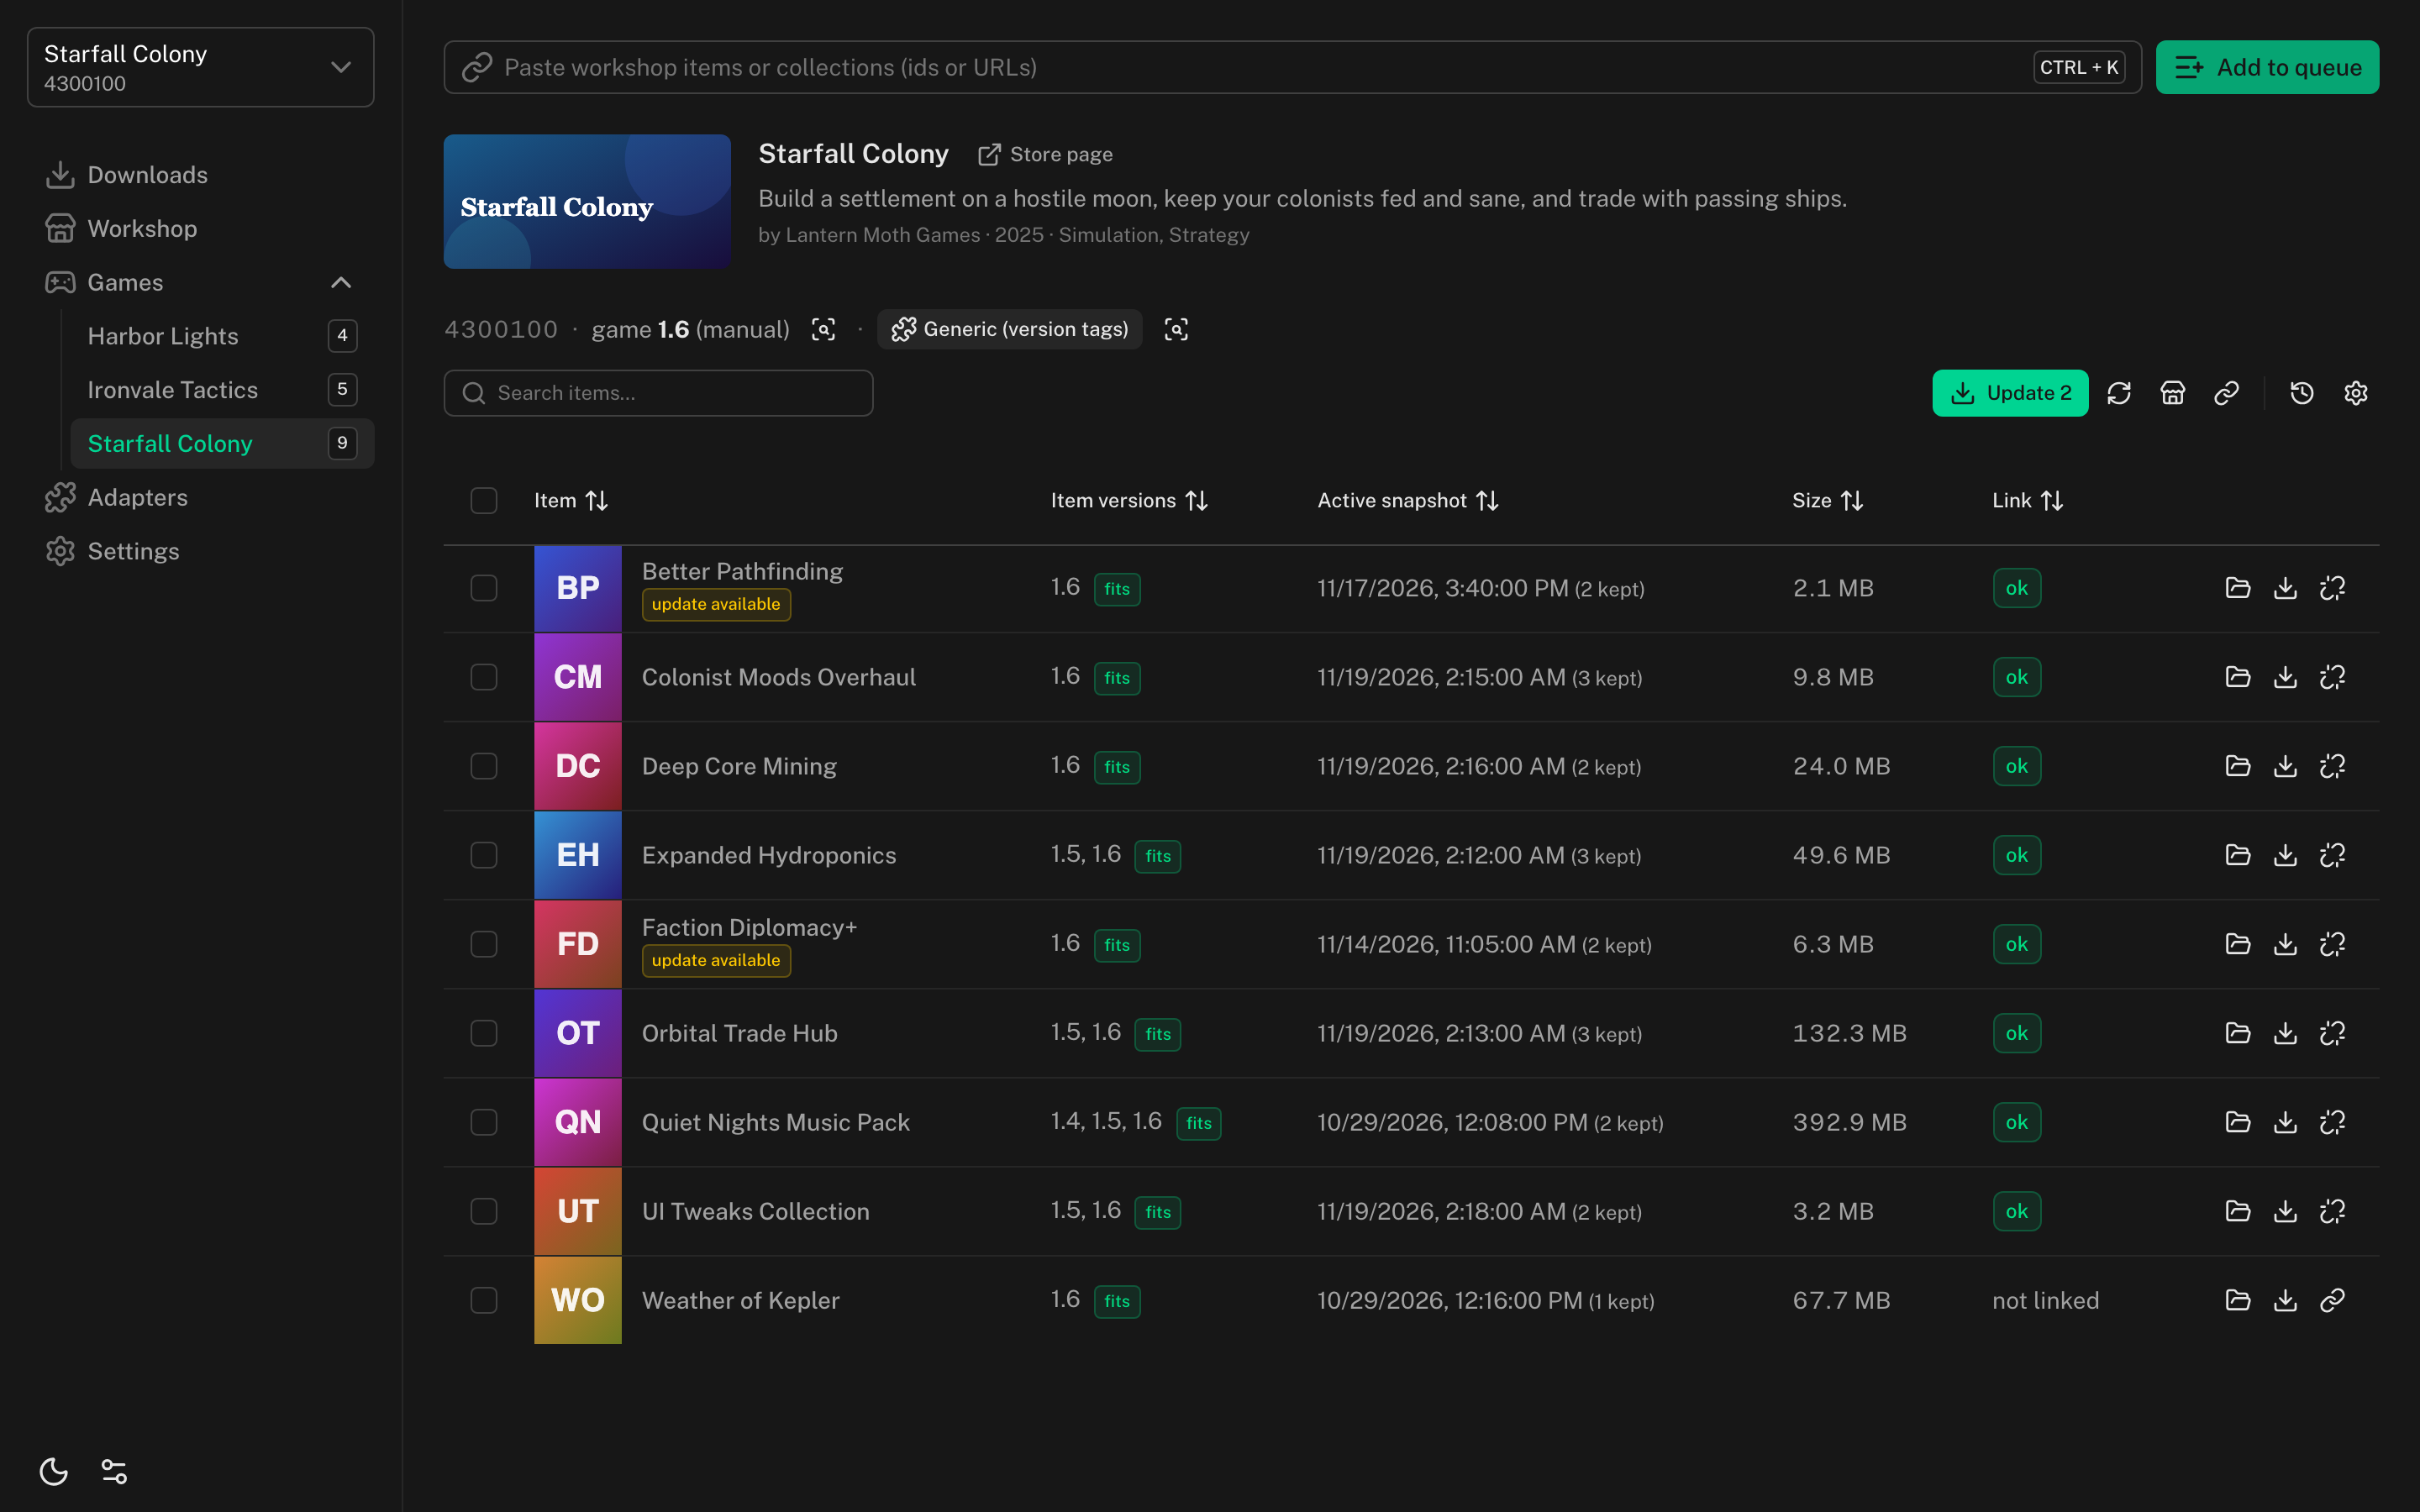 Starfall Colony
4300100
Downloads
Workshop
Games
Harbor Lights 4
Ironvale Tactics 5
Starfall Colony 9
Adapters
Settings
Paste workshop items or collections (ids or URLs) CTRL + K Add to queue
Starfall Colony
Starfall Colony Store page
Build a settlement on a hostile moon, keep your colonists fed and sane, and trade with passing ships.
by Lantern Moth Games · 2025 · Simulation, Strategy
4300100 · game 1.6 (manual) · Generic (version tags)
Search items... Update 2
Item Item versions Active snapshot Size Link
BP Better Pathfinding 1.6 fits 11/17/2026, 3:40:00 PM (2 kept) 2.1 MB ok
update available
CM Colonist Moods Overhaul 1.6 fits 11/19/2026, 2:15:00 AM (3 kept) 9.8 MB ok
DC Deep Core Mining 1.6 fits 11/19/2026, 2:16:00 AM (2 kept) 24.0 MB ok
EH Expanded Hydroponics 1.5, 1.6 fits 11/19/2026, 2:12:00 AM (3 kept) 49.6 MB ok
FD Faction Diplomacy+ 1.6 fits 11/14/2026, 11:05:00 AM (2 kept) 6.3 MB ok
update available
OT Orbital Trade Hub 1.5, 1.6 fits 11/19/2026, 2:13:00 AM (3 kept) 132.3 MB ok
QN Quiet Nights Music Pack 1.4, 1.5, 1.6 fits 10/29/2026, 12:08:00 PM (2 kept) 392.9 MB ok
UT UI Tweaks Collection 1.5, 1.6 fits 11/19/2026, 2:18:00 AM (2 kept) 3.2 MB ok
WO Weather of Kepler 1.6 fits 10/29/2026, 12:16:00 PM (1 kept) 67.7 MB not linked